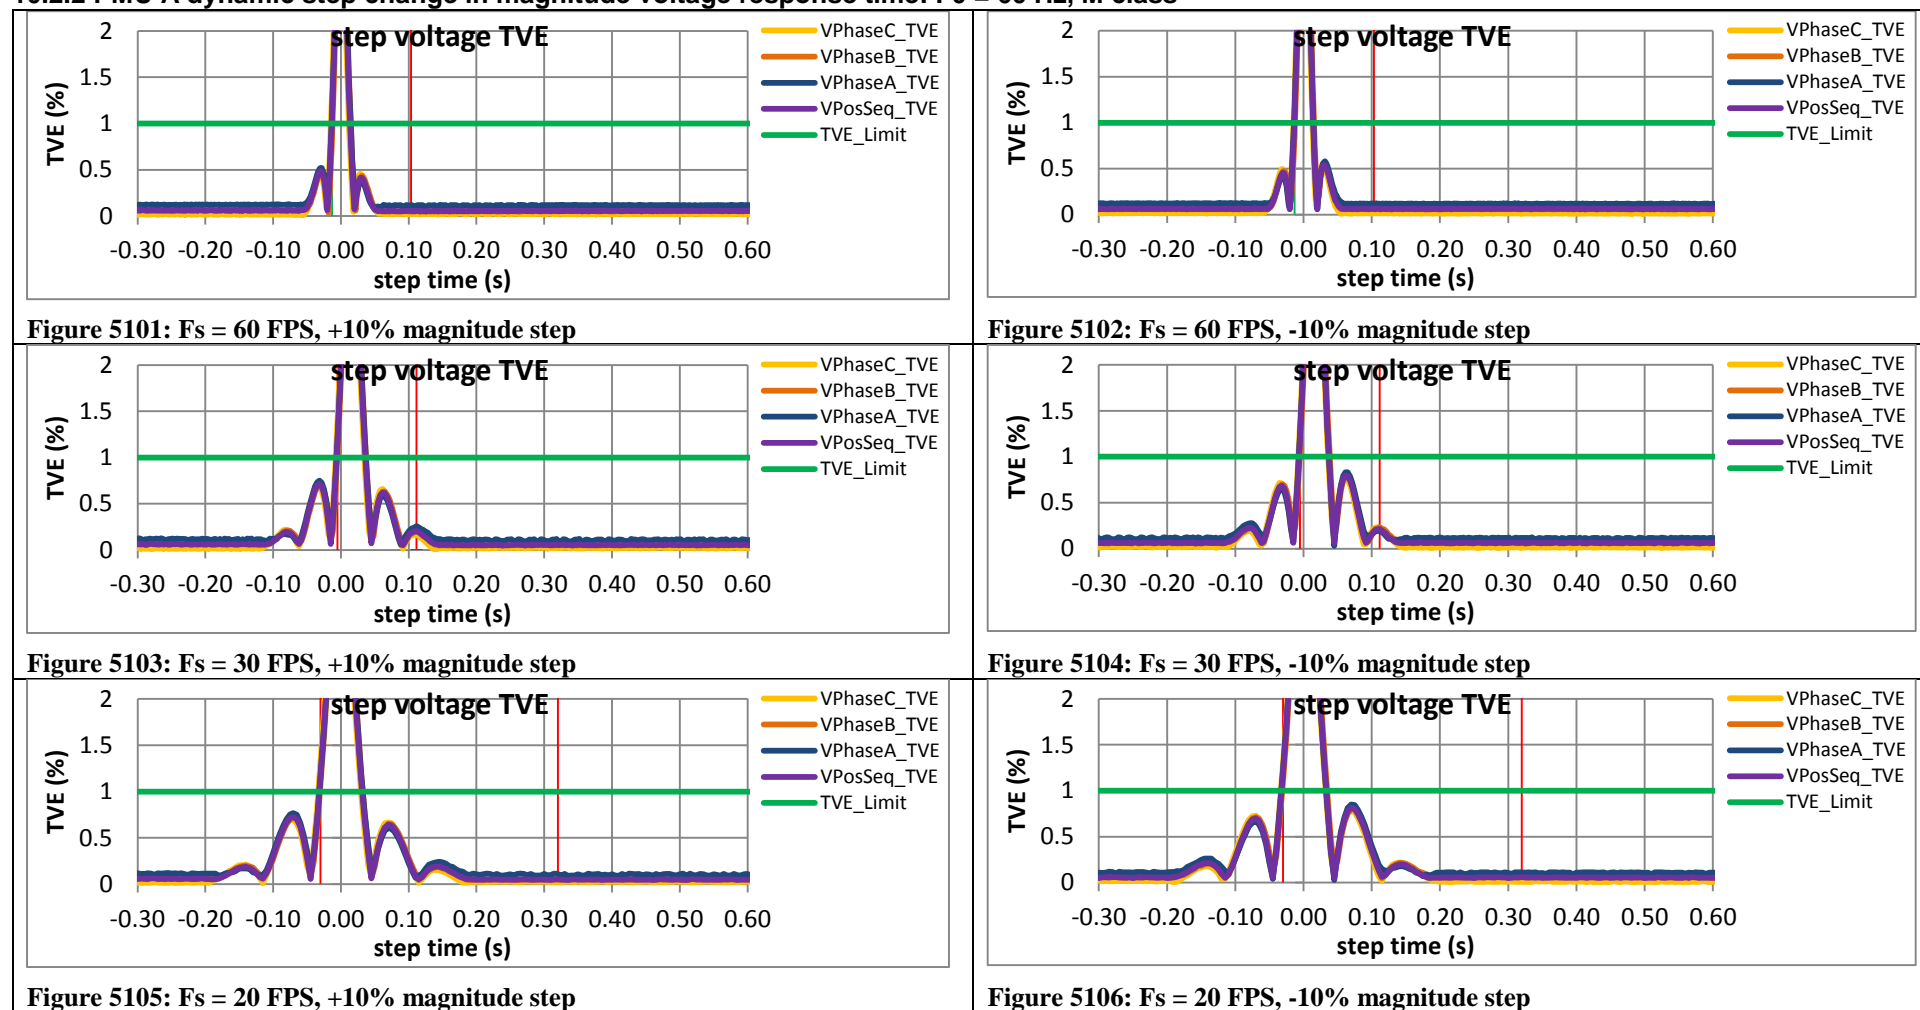 step voltage TVE
2
1.5
1
0.5
0
TVE (%)
-0.30 -0.20 -0.10 0.00 0.10 0.20 0.30 0.40 0.50 0.60
step time (s)
VPhaseC_TVE
VPhaseB_TVE
VPhaseA_TVE
VPosSeq_TVE
TVE_Limit
Figure 5101: Fs = 60 FPS, +10% magnitude step
step voltage TVE
2
1.5
1
0.5
0
TVE (%)
-0.30 -0.20 -0.10 0.00 0.10 0.20 0.30 0.40 0.50 0.60
step time (s)
VPhaseC_TVE
VPhaseB_TVE
VPhaseA_TVE
VPosSeq_TVE
TVE_Limit
Figure 5102: Fs = 60 FPS, -10% magnitude step
step voltage TVE
2
1.5
1
0.5
0
TVE (%)
-0.30 -0.20 -0.10 0.00 0.10 0.20 0.30 0.40 0.50 0.60
step time (s)
VPhaseC_TVE
VPhaseB_TVE
VPhaseA_TVE
VPosSeq_TVE
TVE_Limit
Figure 5103: Fs = 30 FPS, +10% magnitude step
step voltage TVE
2
1.5
1
0.5
0
TVE (%)
-0.30 -0.20 -0.10 0.00 0.10 0.20 0.30 0.40 0.50 0.60
step time (s)
VPhaseC_TVE
VPhaseB_TVE
VPhaseA_TVE
VPosSeq_TVE
TVE_Limit
Figure 5104: Fs = 30 FPS, -10% magnitude step
step voltage TVE
2
1.5
1
0.5
0
TVE (%)
-0.30 -0.20 -0.10 0.00 0.10 0.20 0.30 0.40 0.50 0.60
step time (s)
VPhaseC_TVE
VPhaseB_TVE
VPhaseA_TVE
VPosSeq_TVE
TVE_Limit
Figure 5105: Fs = 20 FPS, +10% magnitude step
step voltage TVE
2
1.5
1
0.5
0
TVE (%)
-0.30 -0.20 -0.10 0.00 0.10 0.20 0.30 0.40 0.50 0.60
step time (s)
VPhaseC_TVE
VPhaseB_TVE
VPhaseA_TVE
VPosSeq_TVE
TVE_Limit
Figure 5106: Fs = 20 FPS, -10% magnitude step